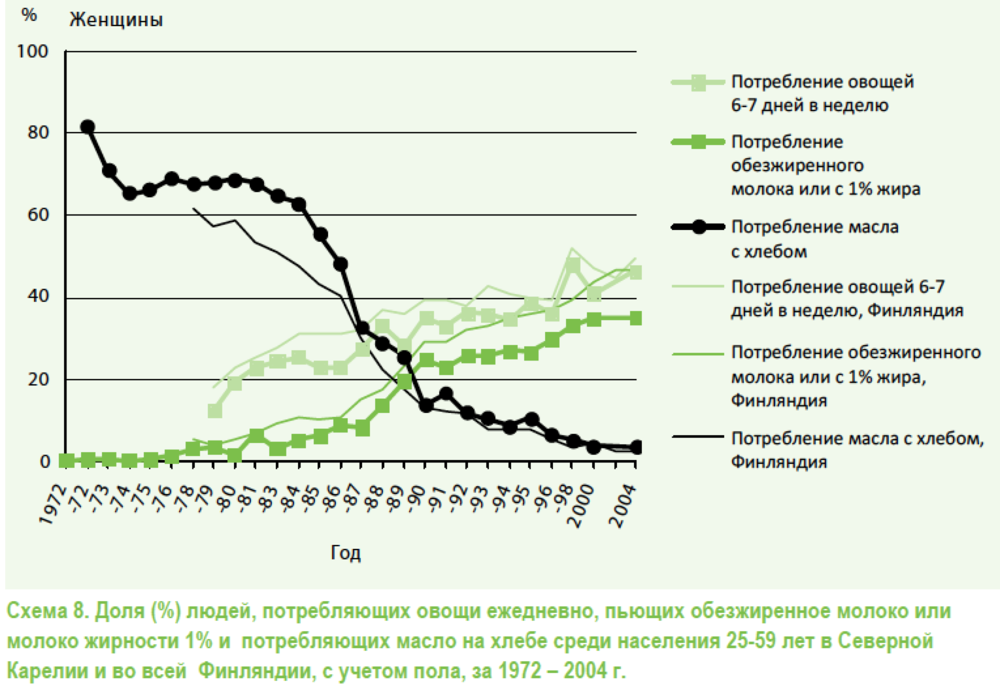 %
Женщины
100
80
60
40
20
0
1972
-72
-73
-74
-75
-76
-78
-79
-80
-81
-83
-84
-85
-86
-87
-88
-89
-90
-91
-92
-93
-94
-95
-96
-98
2000
2004
Год
Потребление овощей
6-7 дней в неделю
Потребление
обезжиренного
молока или с 1% жира
Потребление масла
с хлебом
Потребление овощей 6-7
дней в неделю, Финляндия
Потребление обезжиренного
молока или с 1% жира,
Финляндия
Потребление масла с хлебом,
Финляндия
Схема 8. Доля (%) людей, потребляющих овощи ежедневно, пьющих обезжиренное молоко или
молоко жирности 1% и потребляющих масло на хлебе среди населения 25-59 лет в Северной
Карелии и во всей Финляндии, с учетом пола, за 1972 – 2004 г.